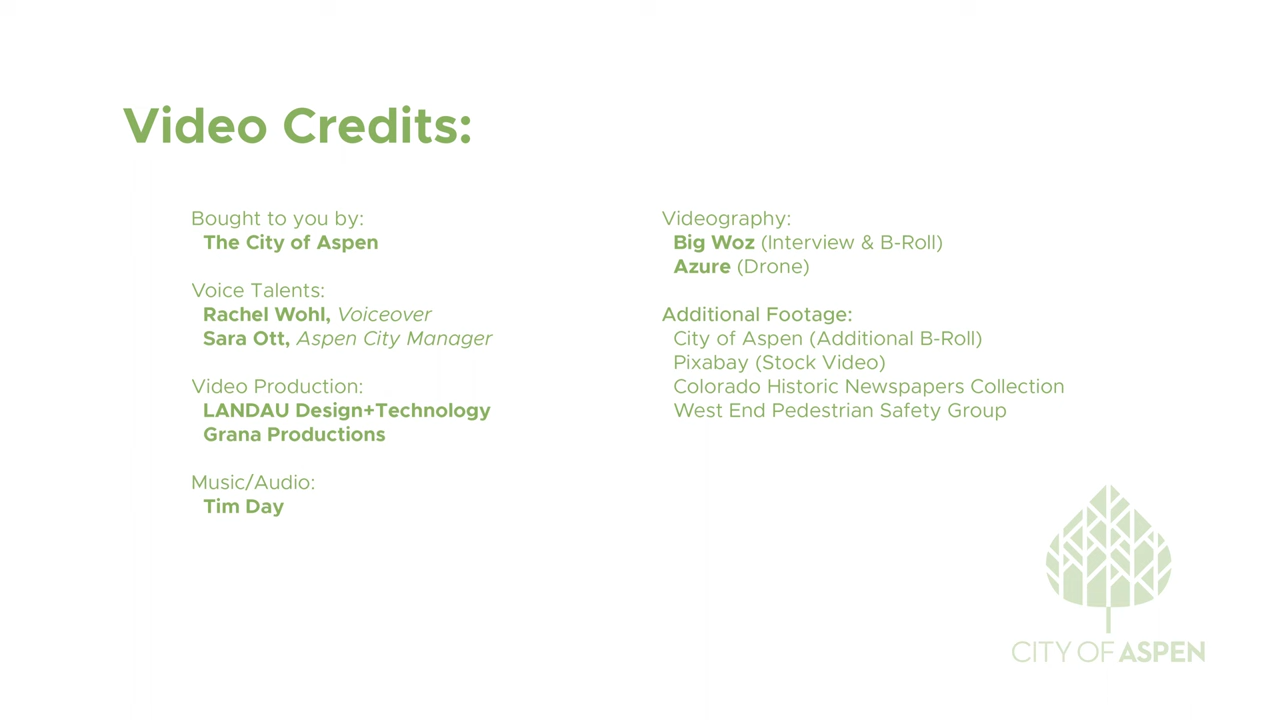 Video Credits:
Bought to you by:
The City of Aspen
Voice Talents:
Rachel Wohl, Voiceover
Sara Ott, Aspen City Manager
Video Production:
LANDAU Design+Technology
Grana Productions
Music/Audio:
Tim Day
Videography:
Big Woz (Interview & B-Roll)
Azure (Drone)
Additional Footage:
City of Aspen (Additional B-Roll)
Pixabay (Stock Video)
Colorado Historic Newspapers Collection
West End Pedestrian Safety Group
CITY OF ASPEN